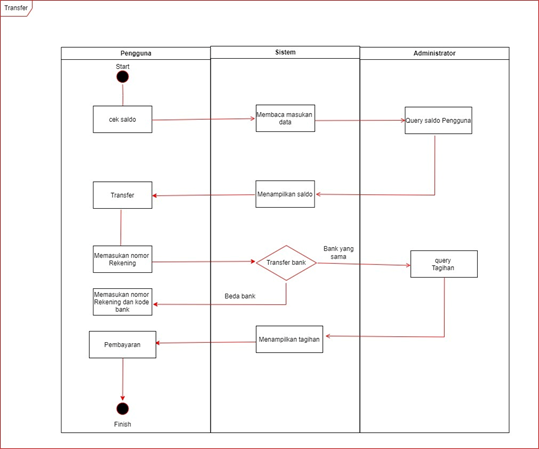 Transfer
Pengguna
Sistem
Administrator
Start
cek saldo
Membaca masukan
data
Query saldo Pengguna
Transfer
Menampilkan saldo
Memasukan nomor
Rekening
Transfer bank
Bank yang
sama
query
Tagihan
Memasukan nomor
Rekening dan kode
bank
Beda bank
Pembayaran
Menampilkan tagihan
Finish